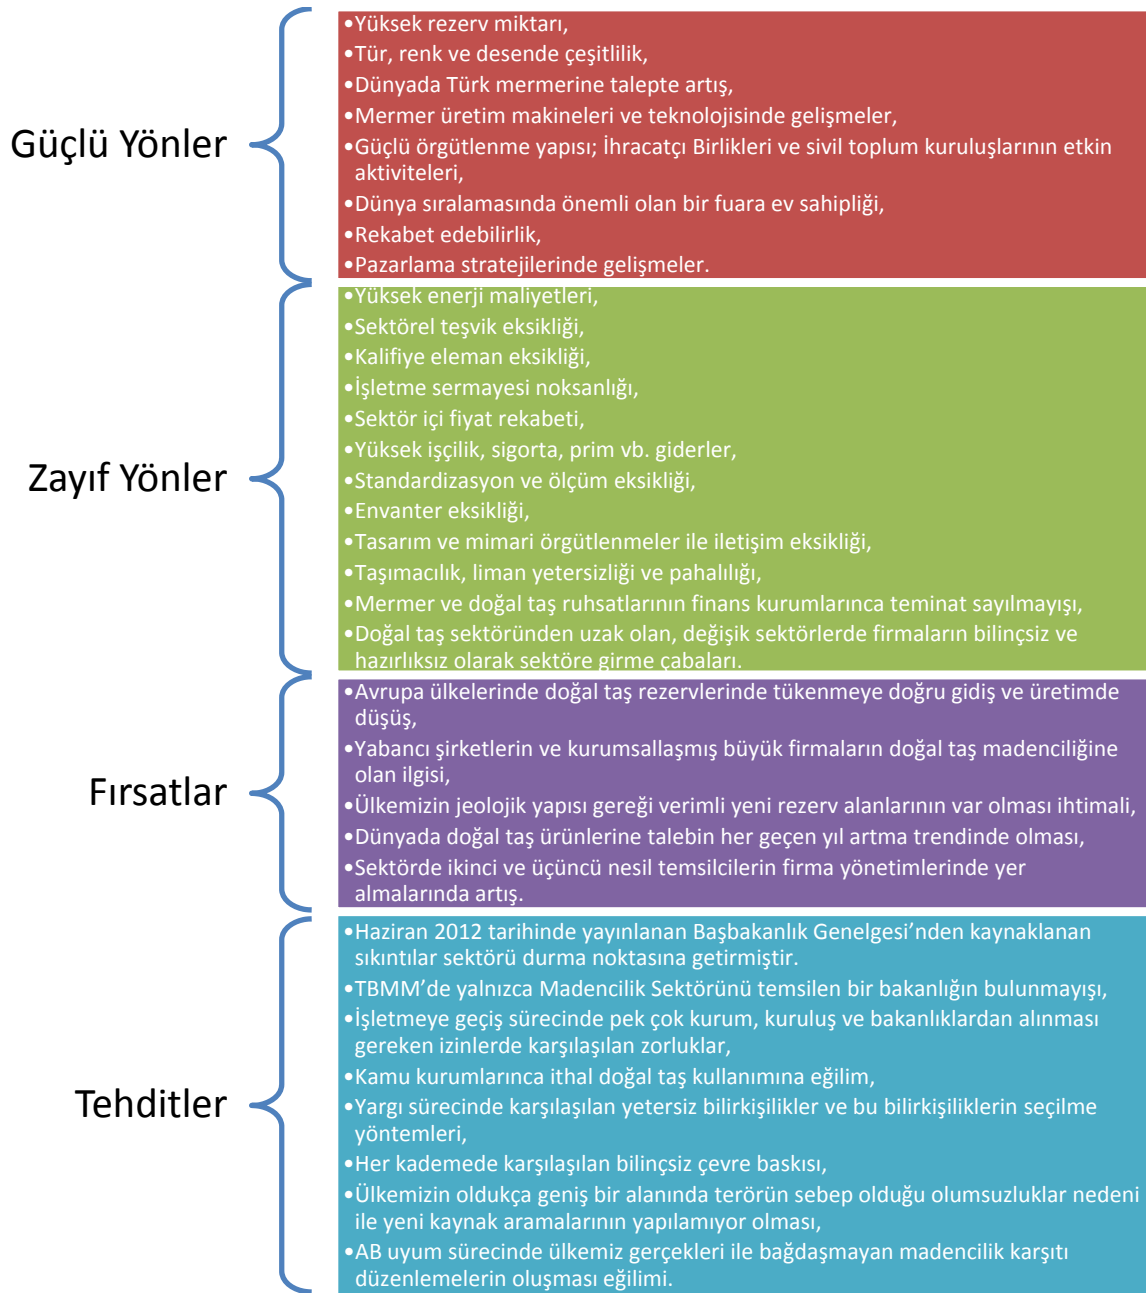 Güçlü Yönler
•Yüksek rezerv miktarı,
•Tür, renk ve desende çeşitlilik,
•Dünyada Türk mermerine talepte artış,
•Mermer üretim makineleri ve teknolojisinde gelişmeler,
•Güçlü örgütlenme yapısı; İhracatçı Birlikleri ve sivil toplum kuruluşlarının etkin
aktiviteleri,
•Dünya sıralamasında önemli olan bir fuara ev sahipliği,
•Rekabet edebilirlik,
•Pazarlama stratejilerinde gelişmeler.
Zayıf Yönler
•Yüksek enerji maliyetleri,
•Sektörel teşvik eksikliği,
•Kalifiye eleman eksikliği,
•İşletme sermayesi noksanlığı,
•Sektör içi fiyat rekabeti,
•Yüksek işçilik, sigorta, prim vb. giderler,
•Standardizasyon ve ölçüm eksikliği,
•Envanter eksikliği,
•Tasarım ve mimari örgütlenmeler ile iletişim eksikliği,
•Taşımacılık, liman yetersizliği ve pahalılığı,
•Mermer ve doğal taş ruhsatlarının finans kurumlarınca teminat sayılmayışı,
•Doğal taş sektöründen uzak olan, değişik sektörlerde firmaların bilinçsiz ve
hazırlıksız olarak sektöre girme çabaları.
Fırsatlar
•Avrupa ülkelerinde doğal taş rezervlerinde tükenmeye doğru gidiş ve üretimde
düşüş,
•Yabancı şirketlerin ve kurumsallaşmış büyük firmaların doğal taş madenciliğine
olan ilgisi,
•Ülkemizin jeolojik yapısı gereği verimli yeni rezerv alanlarının var olması ihtimali,
•Dünyada doğal taş ürünlerine talebin her geçen yıl artma trendinde olması,
•Sektörde ikinci ve üçüncü nesil temsilcilerin firma yönetimlerinde yer
almalarında artış.
Tehditler
•Haziran 2012 tarihinde yayınlanan Başbakanlık Genelgesi’nden kaynaklanan
sıkıntılar sektörü durma noktasına getirmiştir.
•TBMM’de yalnızca Madencilik Sektörünü temsilen bir bakanlığın bulunmayışı,
•İşletmeye geçiş sürecinde pek çok kurum, kuruluş ve bakanlıklardan alınması
gereken izinlerde karşılaşılan zorluklar,
•Kamu kurumlarınca ithal doğal taş kullanımına eğilim,
•Yargı sürecinde karşılaşılan yetersiz bilirkişilikler ve bu bilirkişiliklerin seçilme
yöntemleri,
•Her kademede karşılaşılan bilinçsiz çevre baskısı,
•Ülkemizin oldukça geniş bir alanında terörün sebep olduğu olumsuzluklar nedeni
ile yeni kaynak aramalarının yapılamıyor olması,
•AB uyum sürecinde ülkemiz gerçekleri ile bağdaşmayan madencilik karşıtı
düzenlemelerin oluşması eğilimi.